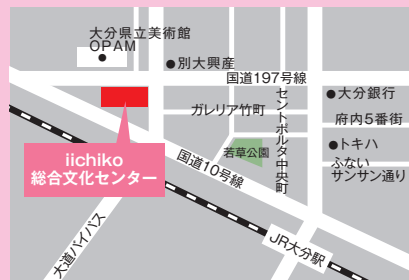 大分県立美術館
OPAM
別大興産
国道197号線
大分銀行
ガレリア竹町
セントポルタ中央町
府内5番街
トキハ
若草公園
ふない
サンサン通り
iichiko
総合文化センター
国道10号線
大道バイパス
JR大分駅